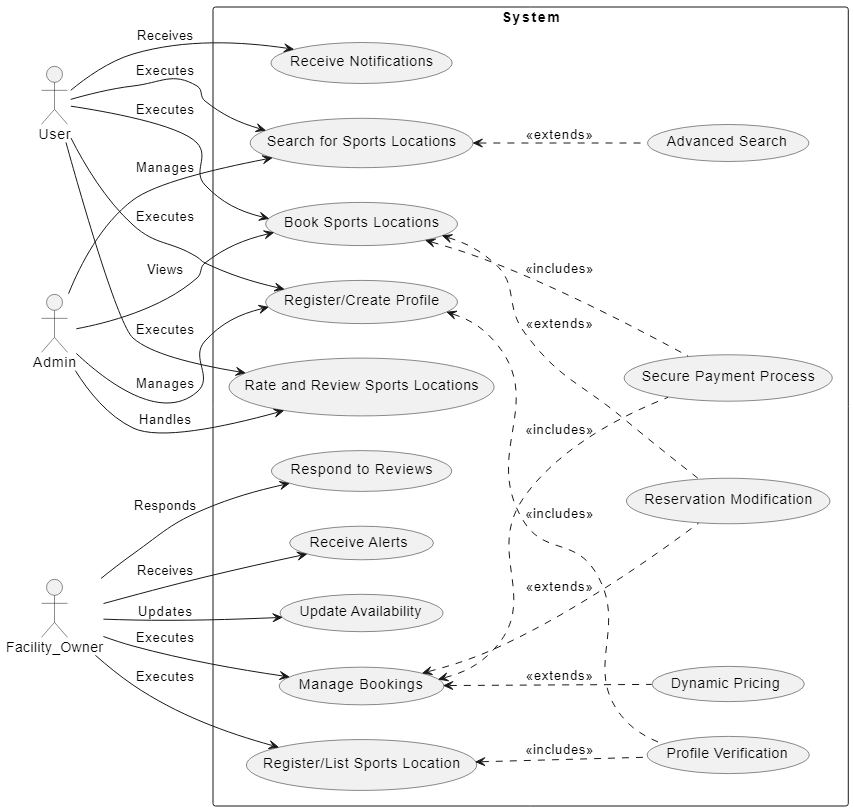 System
Receives
Receive Notifications
Executes
Executes
User
Search for Sports Locations
«extends»
Advanced Search
Manages
Executes
Book Sports Locations
Views
«includes»
Register/Create Profile
«extends»
Executes
Admin
Manages
Rate and Review Sports Locations
Secure Payment Process
Handles
«includes»
Respond to Reviews
Responds
Reservation Modification
«includes»
Receive Alerts
Receives
«extends»
Updates
Update Availability
Executes
Facility_Owner
Executes
Manage Bookings
«extends»
Dynamic Pricing
«includes»
Profile Verification
Register/List Sports Location